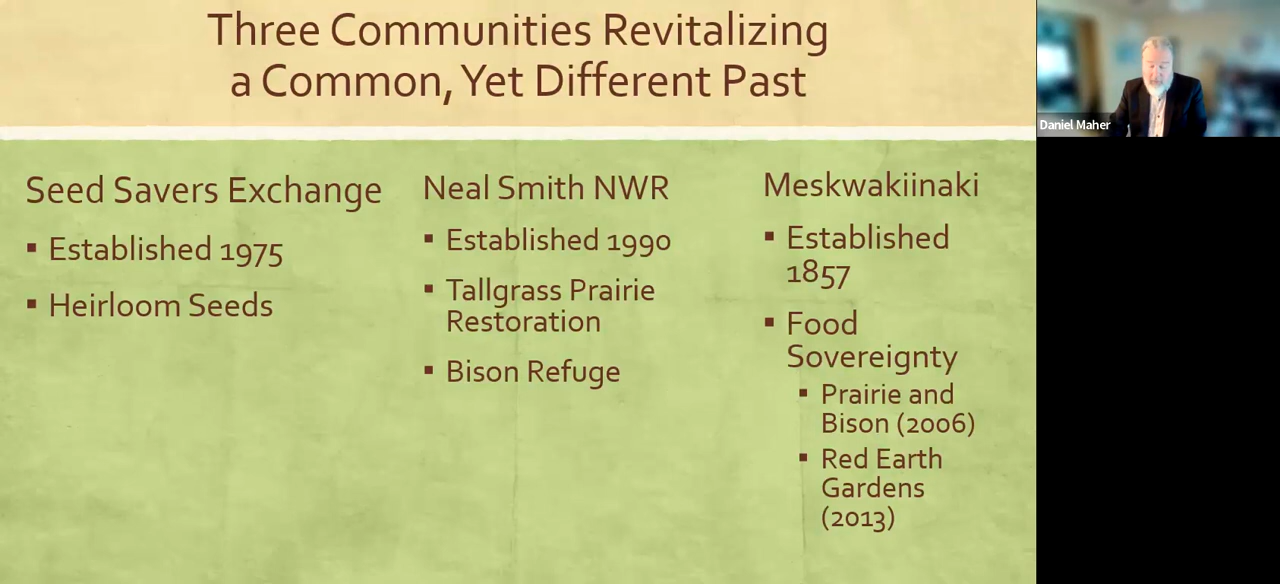 Three Communities Revitalizing
a Common, Yet Different Past
Seed Savers Exchange
▪ Established 1975
▪ Heirloom Seeds
Neal Smith NWR
▪ Established 1990
▪ Tallgrass Prairie
Restoration
▪ Bison Refuge
Meskwakiinaki
▪ Established
1857
▪ Food
Sovereignty
▪ Prairie and
Bison (2006)
▪ Red Earth
Gardens
(2013)
Daniel Maher